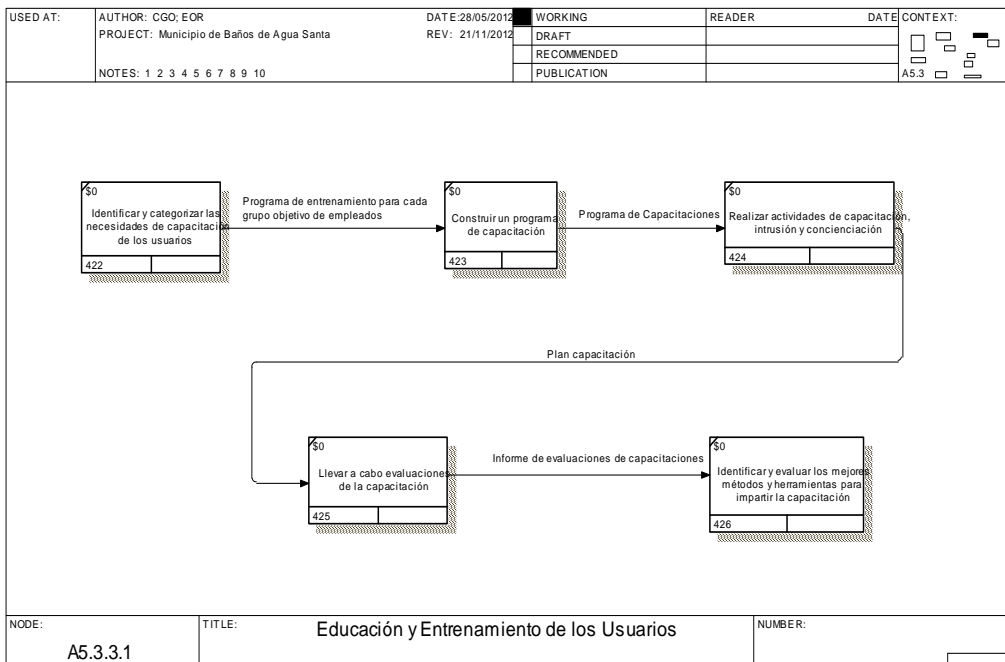 USED AT:
AUTHOR: CGO; EOR
DATE:28/05/2012
WORKING
READER
DATE
CONTEXT:
PROJECT: Municipio de Baños de Agua Santa
REV: 21/11/2012
DRAFT
RECOMMENDED
NOTES: 1 2 3 4 5 6 7 8 9 10
PUBLICATION
A5.3
$0
Identificar y categorizar las
necesidades de capacitación
de los usuarios
422
Programa de entrenamiento para cada
grupo objetivo de empleados
$0
Construir un programa
de capacitación
423
Programa de Capacitaciones
$0
Realizar actividades de capacitación,
intrusión y concienciación
424
Plan capacitación
$0
Llevar a cabo evaluaciones
de la capacitación
425
Informe de evaluaciones de capacitaciones
$0
Identificar y evaluar los mejores
métodos y herramientas para
impartir la capacitación
426
NODE:
A5.3.3.1
TITLE:
Educación y Entrenamiento de los Usuarios
NUMBER: